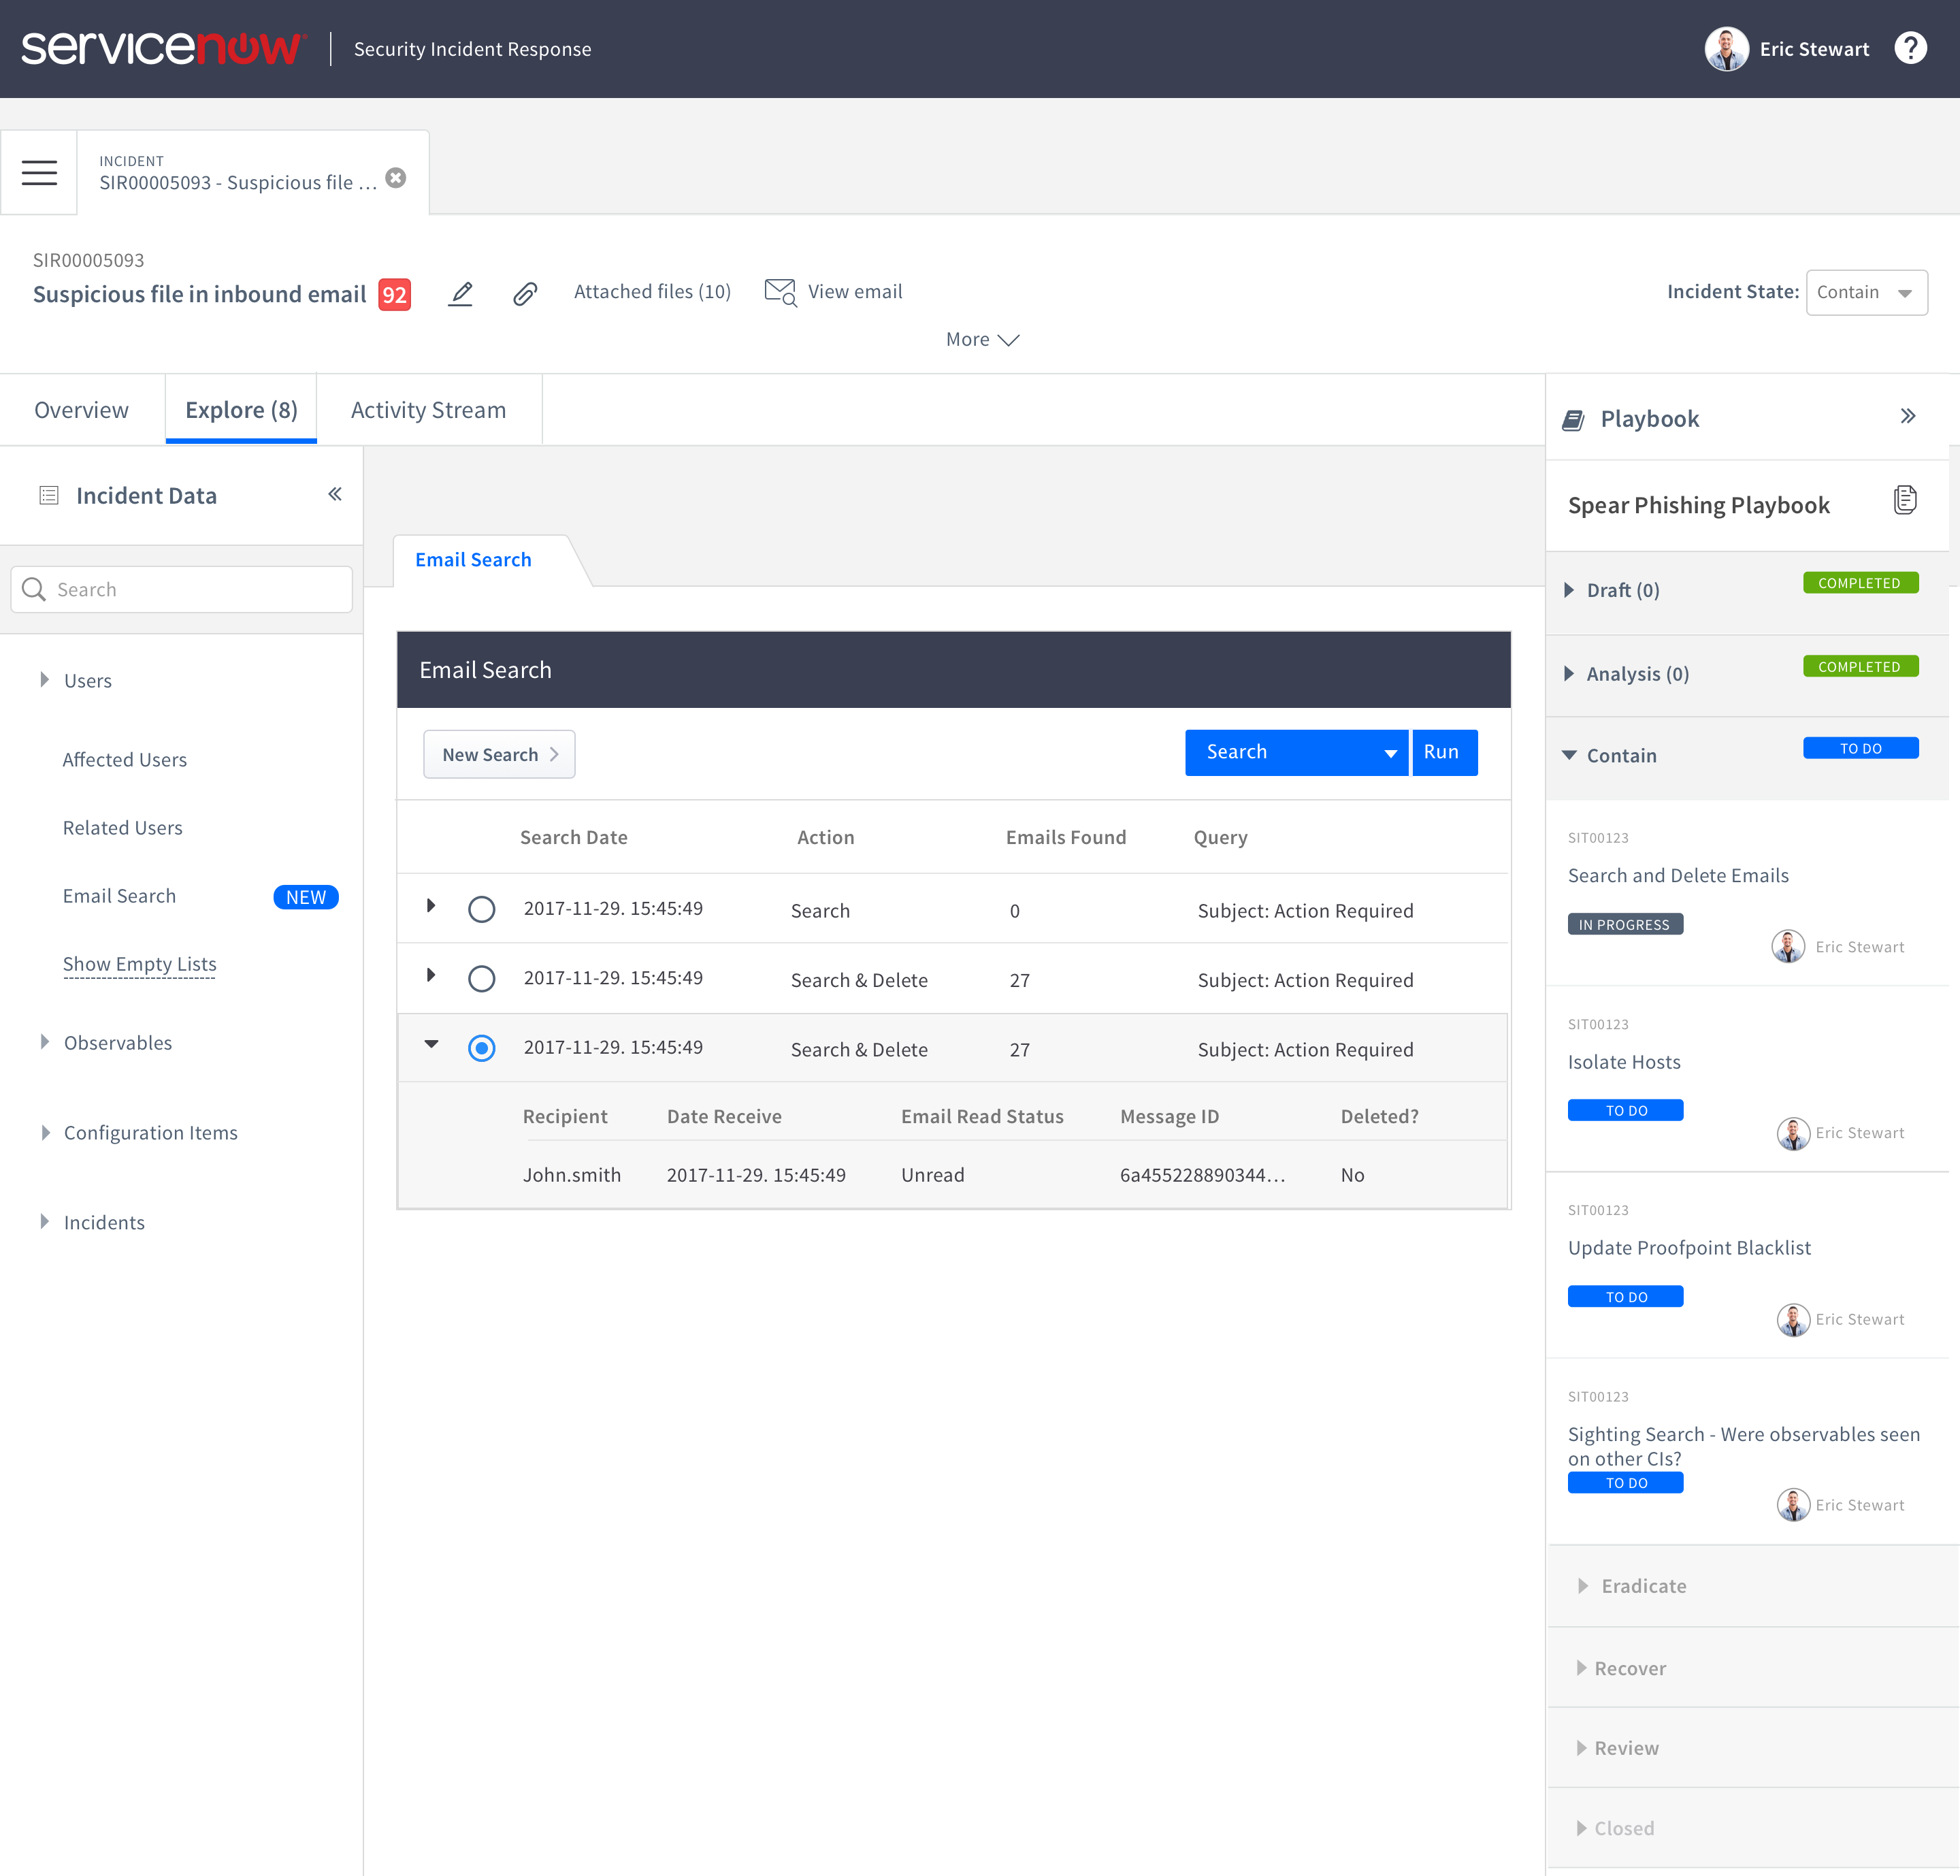 servicenow
Security Incident Response
Eric Stewart
?
INCIDENT
SIR00005093 - Suspicious file ...
SIR00005093
Suspicious file in inbound email 92
Attached files (10)
View email
Incident State: Contain
More
Overview
Explore (8)
Activity Stream
Incident Data
Search
Users
Affected Users
Related Users
Email Search NEW
Show Empty Lists
Observables
Configuration Items
Incidents
Email Search
Email Search
New Search
Search
Run
Search Date Action Emails Found Query
2017-11-29. 15:45:49 Search 0 Subject: Action Required
2017-11-29. 15:45:49 Search & Delete 27 Subject: Action Required
2017-11-29. 15:45:49 Search & Delete 27 Subject: Action Required
Recipient Date Receive Email Read Status Message ID Deleted?
John.smith 2017-11-29. 15:45:49 Unread 6a455228890344... No
Playbook
Spear Phishing Playbook
Draft (0) COMPLETED
Analysis (0) COMPLETED
Contain TO DO
SIT00123
Search and Delete Emails
IN PROGRESS
Eric Stewart
SIT00123
Isolate Hosts
TO DO
Eric Stewart
SIT00123
Update Proofpoint Blacklist
TO DO
Eric Stewart
SIT00123
Sighting Search - Were observables seen
on other CIs?
TO DO
Eric Stewart
Eradicate
Recover
Review
Closed